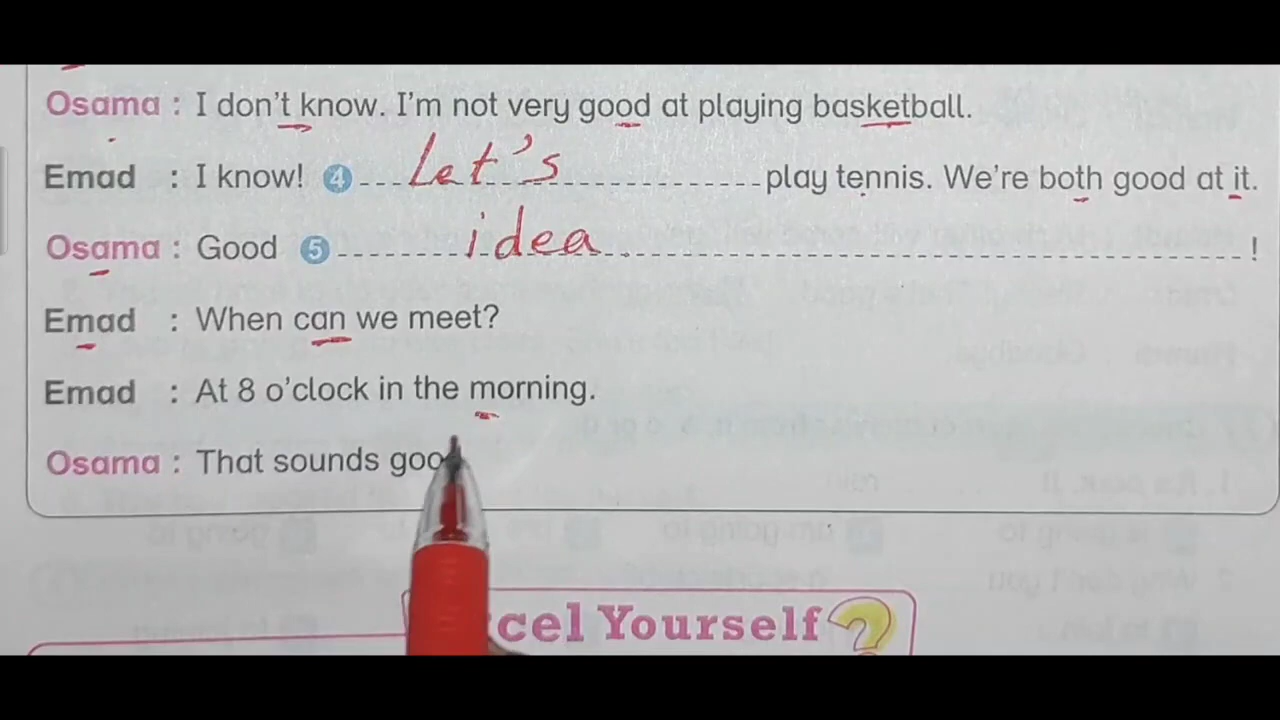 Osama : I don't know. I'm not very good at playing basketball.
Emad : I know! 4 Let's play tennis. We're both good at it.
Osama : Good 5 idea. !
Emad : When can we meet?
Emad : At 8 o'clock in the morning.
Osama : That sounds
Yourself ?